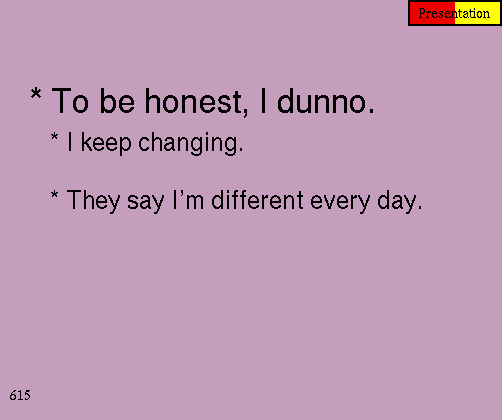 Presentation
* To be honest, I dunno.
* I keep changing.
* They say I'm different every day.
615